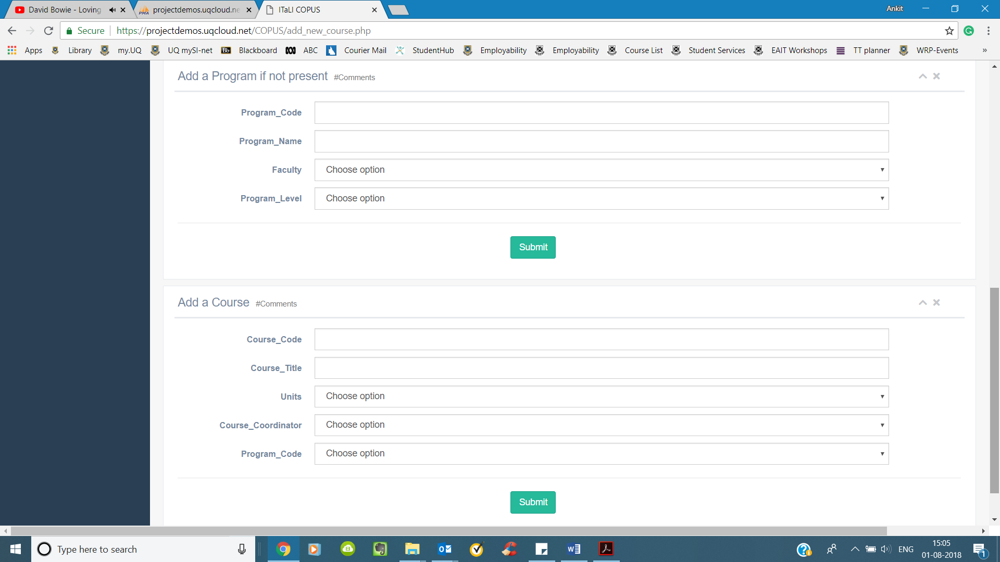 David Bowie - Loving
projectdemos.uqcloud.ne
ITaLI COPUS
Ankit
Secure
https://projectdemos.uqcloud.net/COPUS/add_new_course.php
G
Apps
Library
my.UQ
UQ mySI-net
Bb
Blackboard
ABC
Courier Mail
StudentHub
Employability
Employability
Course List
Student Services
EAIT Workshops
TT planner
WRP-Events
»
Add a Program if not present #Comments
Program_Code
Program_Name
Faculty
Choose option
Program_Level
Choose option
Submit
Add a Course #Comments
Course_Code
Course_Title
Units
Choose option
Course_Coordinator
Choose option
Program_Code
Choose option
Submit
Type here to search
ENG
15:05
01-08-2018
1